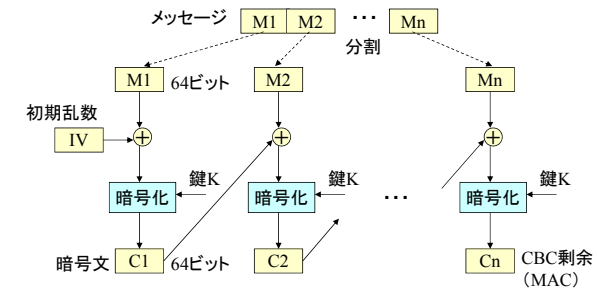 メッセージ M1 M2 ・・・ Mn
分割
M1 64ビット M2 Mn
初期乱数
IV
鍵K 鍵K 鍵K
暗号化 暗号化 ・・・ 暗号化
暗号文 C1 64ビット C2 Cn CBC剰余
(MAC)